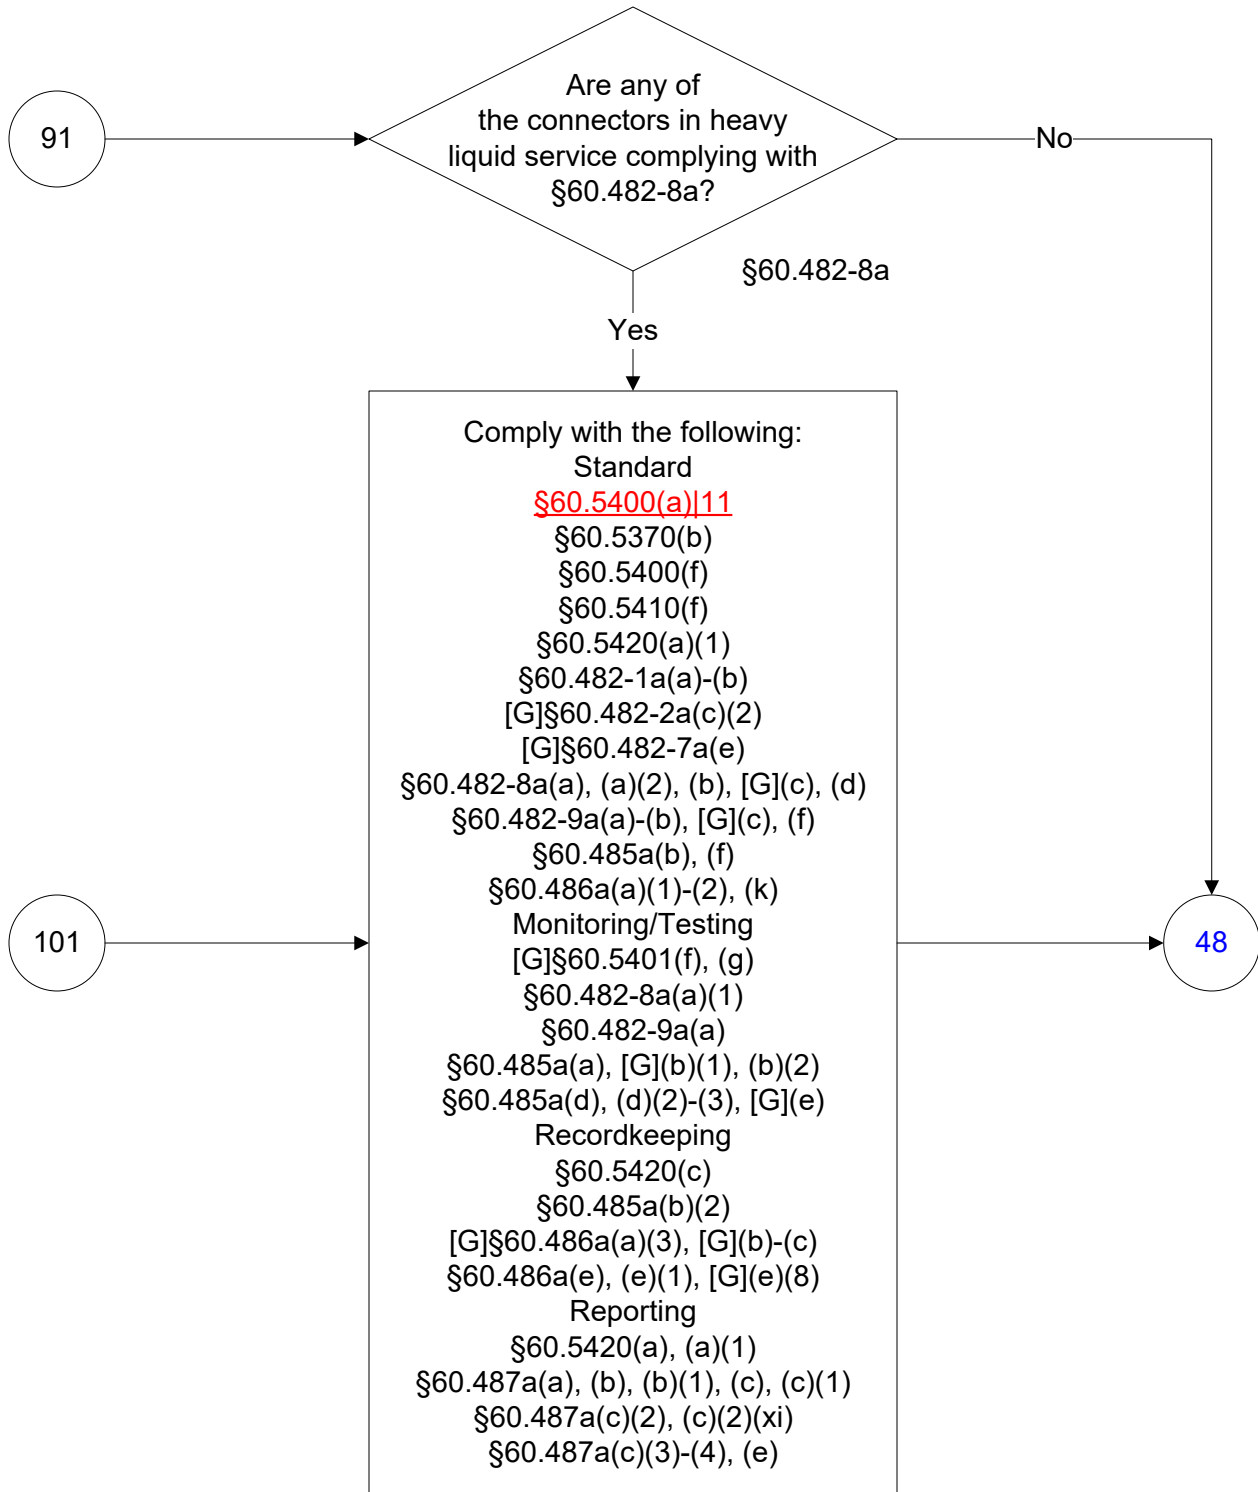 91
Are any of
the connectors in heavy
liquid service complying with
§60.482-8a?
No
§60.482-8a
Yes
Comply with the following:
Standard
§60.5400(a)|11
§60.5370(b)
§60.5400(f)
§60.5410(f)
§60.5420(a)(1)
§60.482-1a(a)-(b)
[G]§60.482-2a(c)(2)
[G]§60.482-7a(e)
§60.482-8a(a), (a)(2), (b), [G](c), (d)
§60.482-9a(a)-(b), [G](c), (f)
§60.485a(b), (f)
§60.486a(a)(1)-(2), (k)
Monitoring/Testing
[G]§60.5401(f), (g)
§60.482-8a(a)(1)
§60.482-9a(a)
§60.485a(a), [G](b)(1), (b)(2)
§60.485a(d), (d)(2)-(3), [G](e)
Recordkeeping
§60.5420(c)
§60.485a(b)(2)
[G]§60.486a(a)(3), [G](b)-(c)
§60.486a(e), (e)(1), [G](e)(8)
Reporting
§60.5420(a), (a)(1)
§60.487a(a), (b), (b)(1), (c), (c)(1)
§60.487a(c)(2), (c)(2)(xi)
§60.487a(c)(3)-(4), (e)
101
48